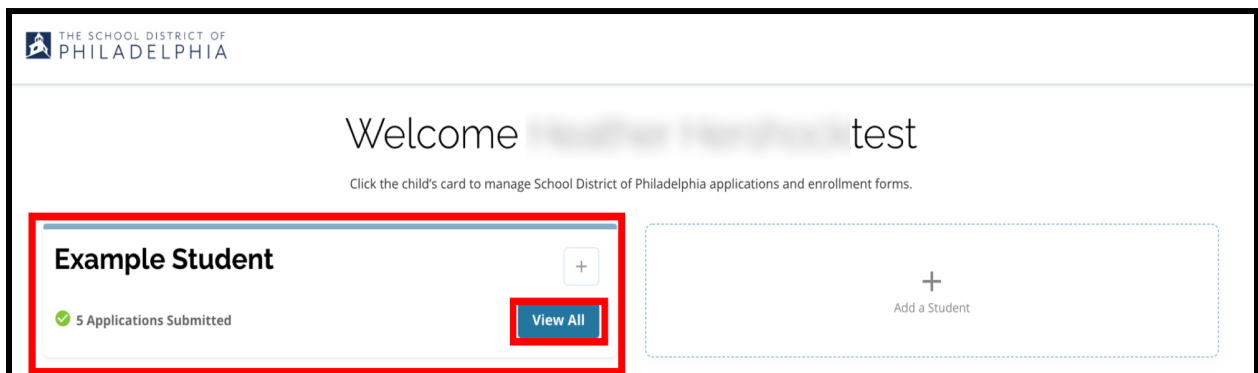 THE SCHOOL DISTRICT OF
PHILADELPHIA
Welcome test
Click the child's card to manage School District of Philadelphia applications and enrollment forms.
Example Student
+
5 Applications Submitted
View All
+
Add a Student